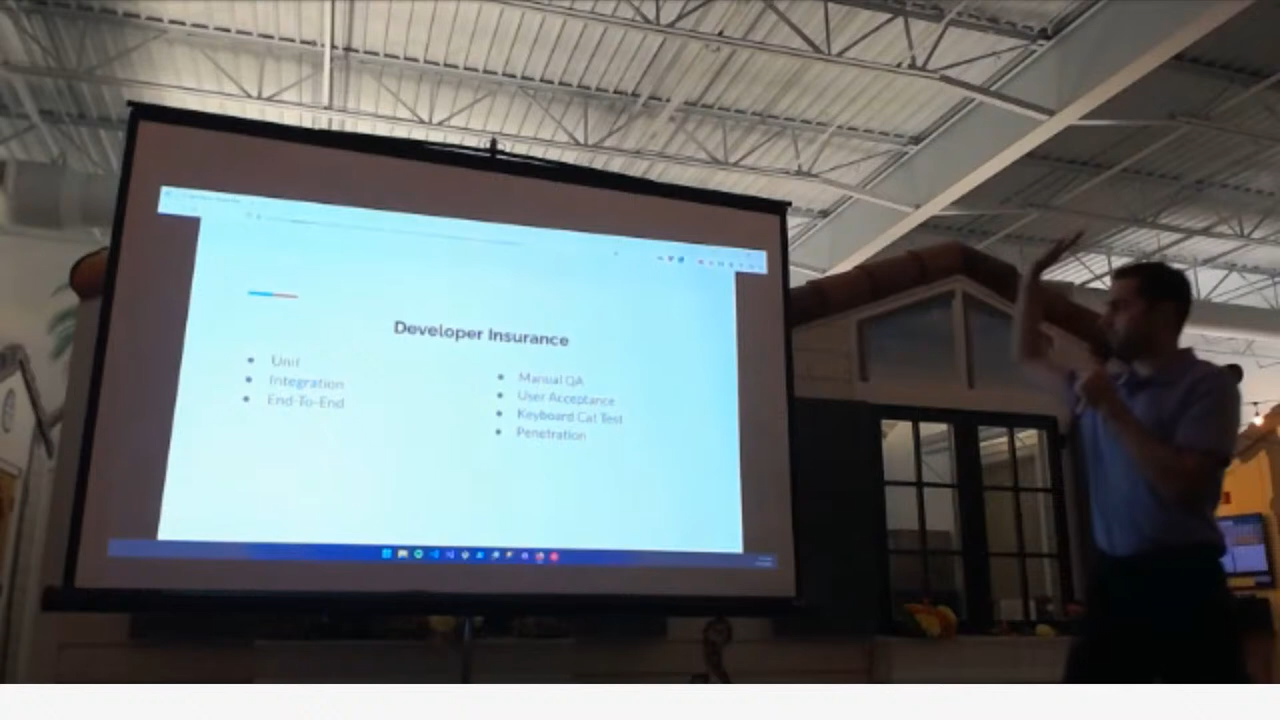 Developer Insurance
Unit
Integration
End-To-End
Manual QA
User Acceptance
Keyboard Cat Test
Penetration